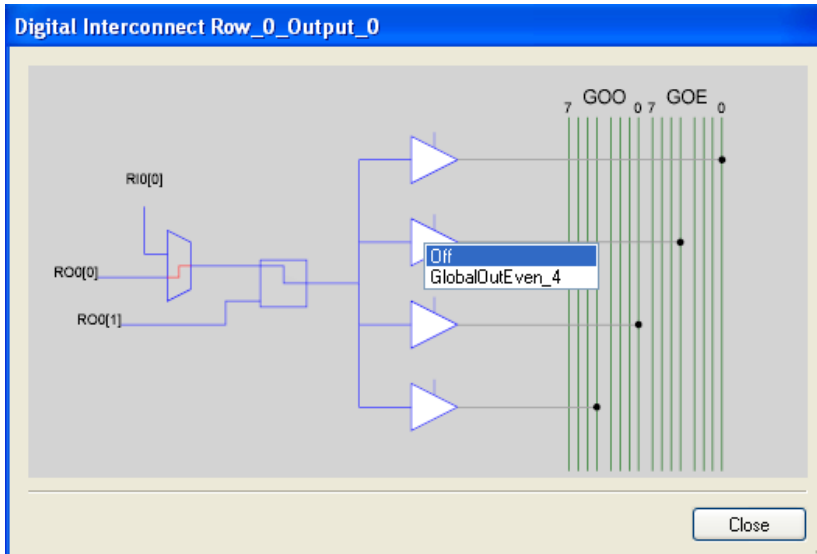 Digital Interconnect Row_0_Output_0
7 GOO 0 7 GOE 0
RI0[0]
Off
GlobalOutEven_4
RO0[0]
RO0[1]
Close